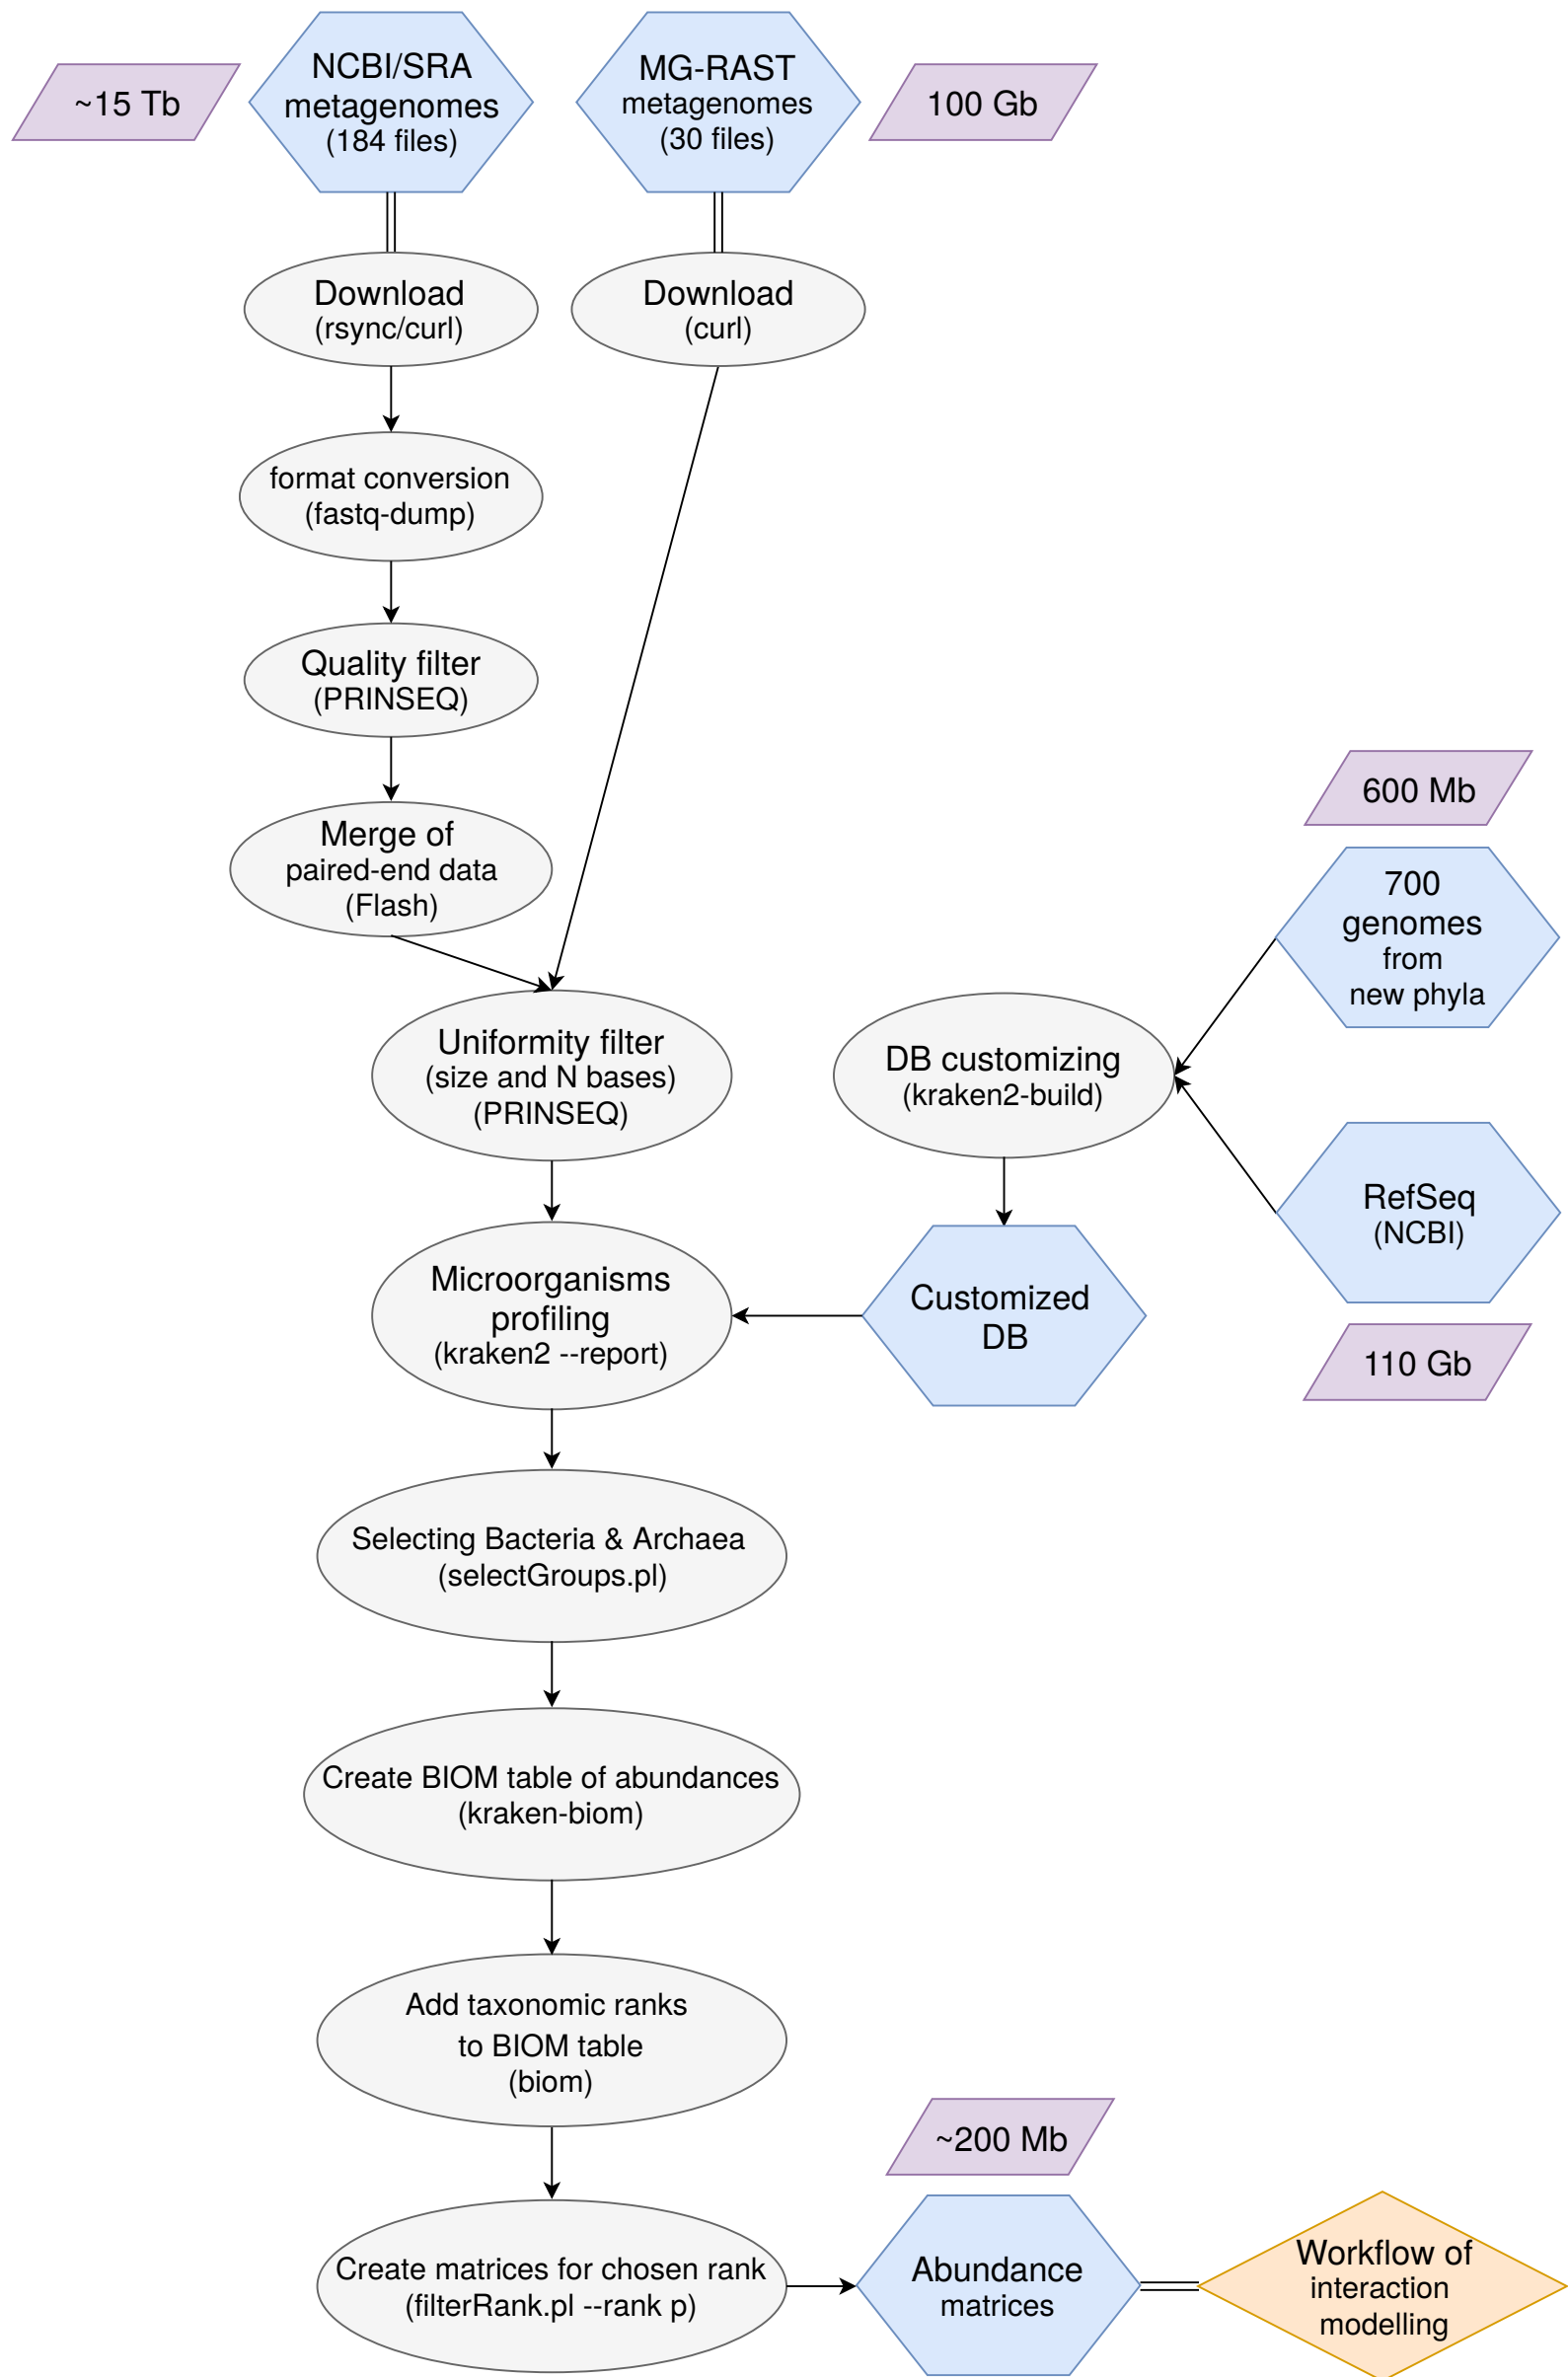 ~15 Tb
NCBI/SRA
metagenomes
(184 files)
MG-RAST
metagenomes
(30 files)
100 Gb
Download
(rsync/curl)
Download
(curl)
format conversion
(fastq-dump)
Quality filter
(PRINSEQ)
Merge of
paired-end data
(Flash)
600 Mb
700
genomes
from
new phyla
Uniformity filter
(size and N bases)
(PRINSEQ)
DB customizing
(kraken2-build)
RefSeq
(NCBI)
110 Gb
Microorganisms
profiling
(kraken2 --report)
Customized
DB
Selecting Bacteria & Archaea
(selectGroups.pl)
Create BIOM table of abundances
(kraken-biom)
Add taxonomic ranks
to BIOM table
(biom)
~200 Mb
Create matrices for chosen rank
(filterRank.pl --rank p)
Abundance
matrices
Workflow of
interaction
modelling